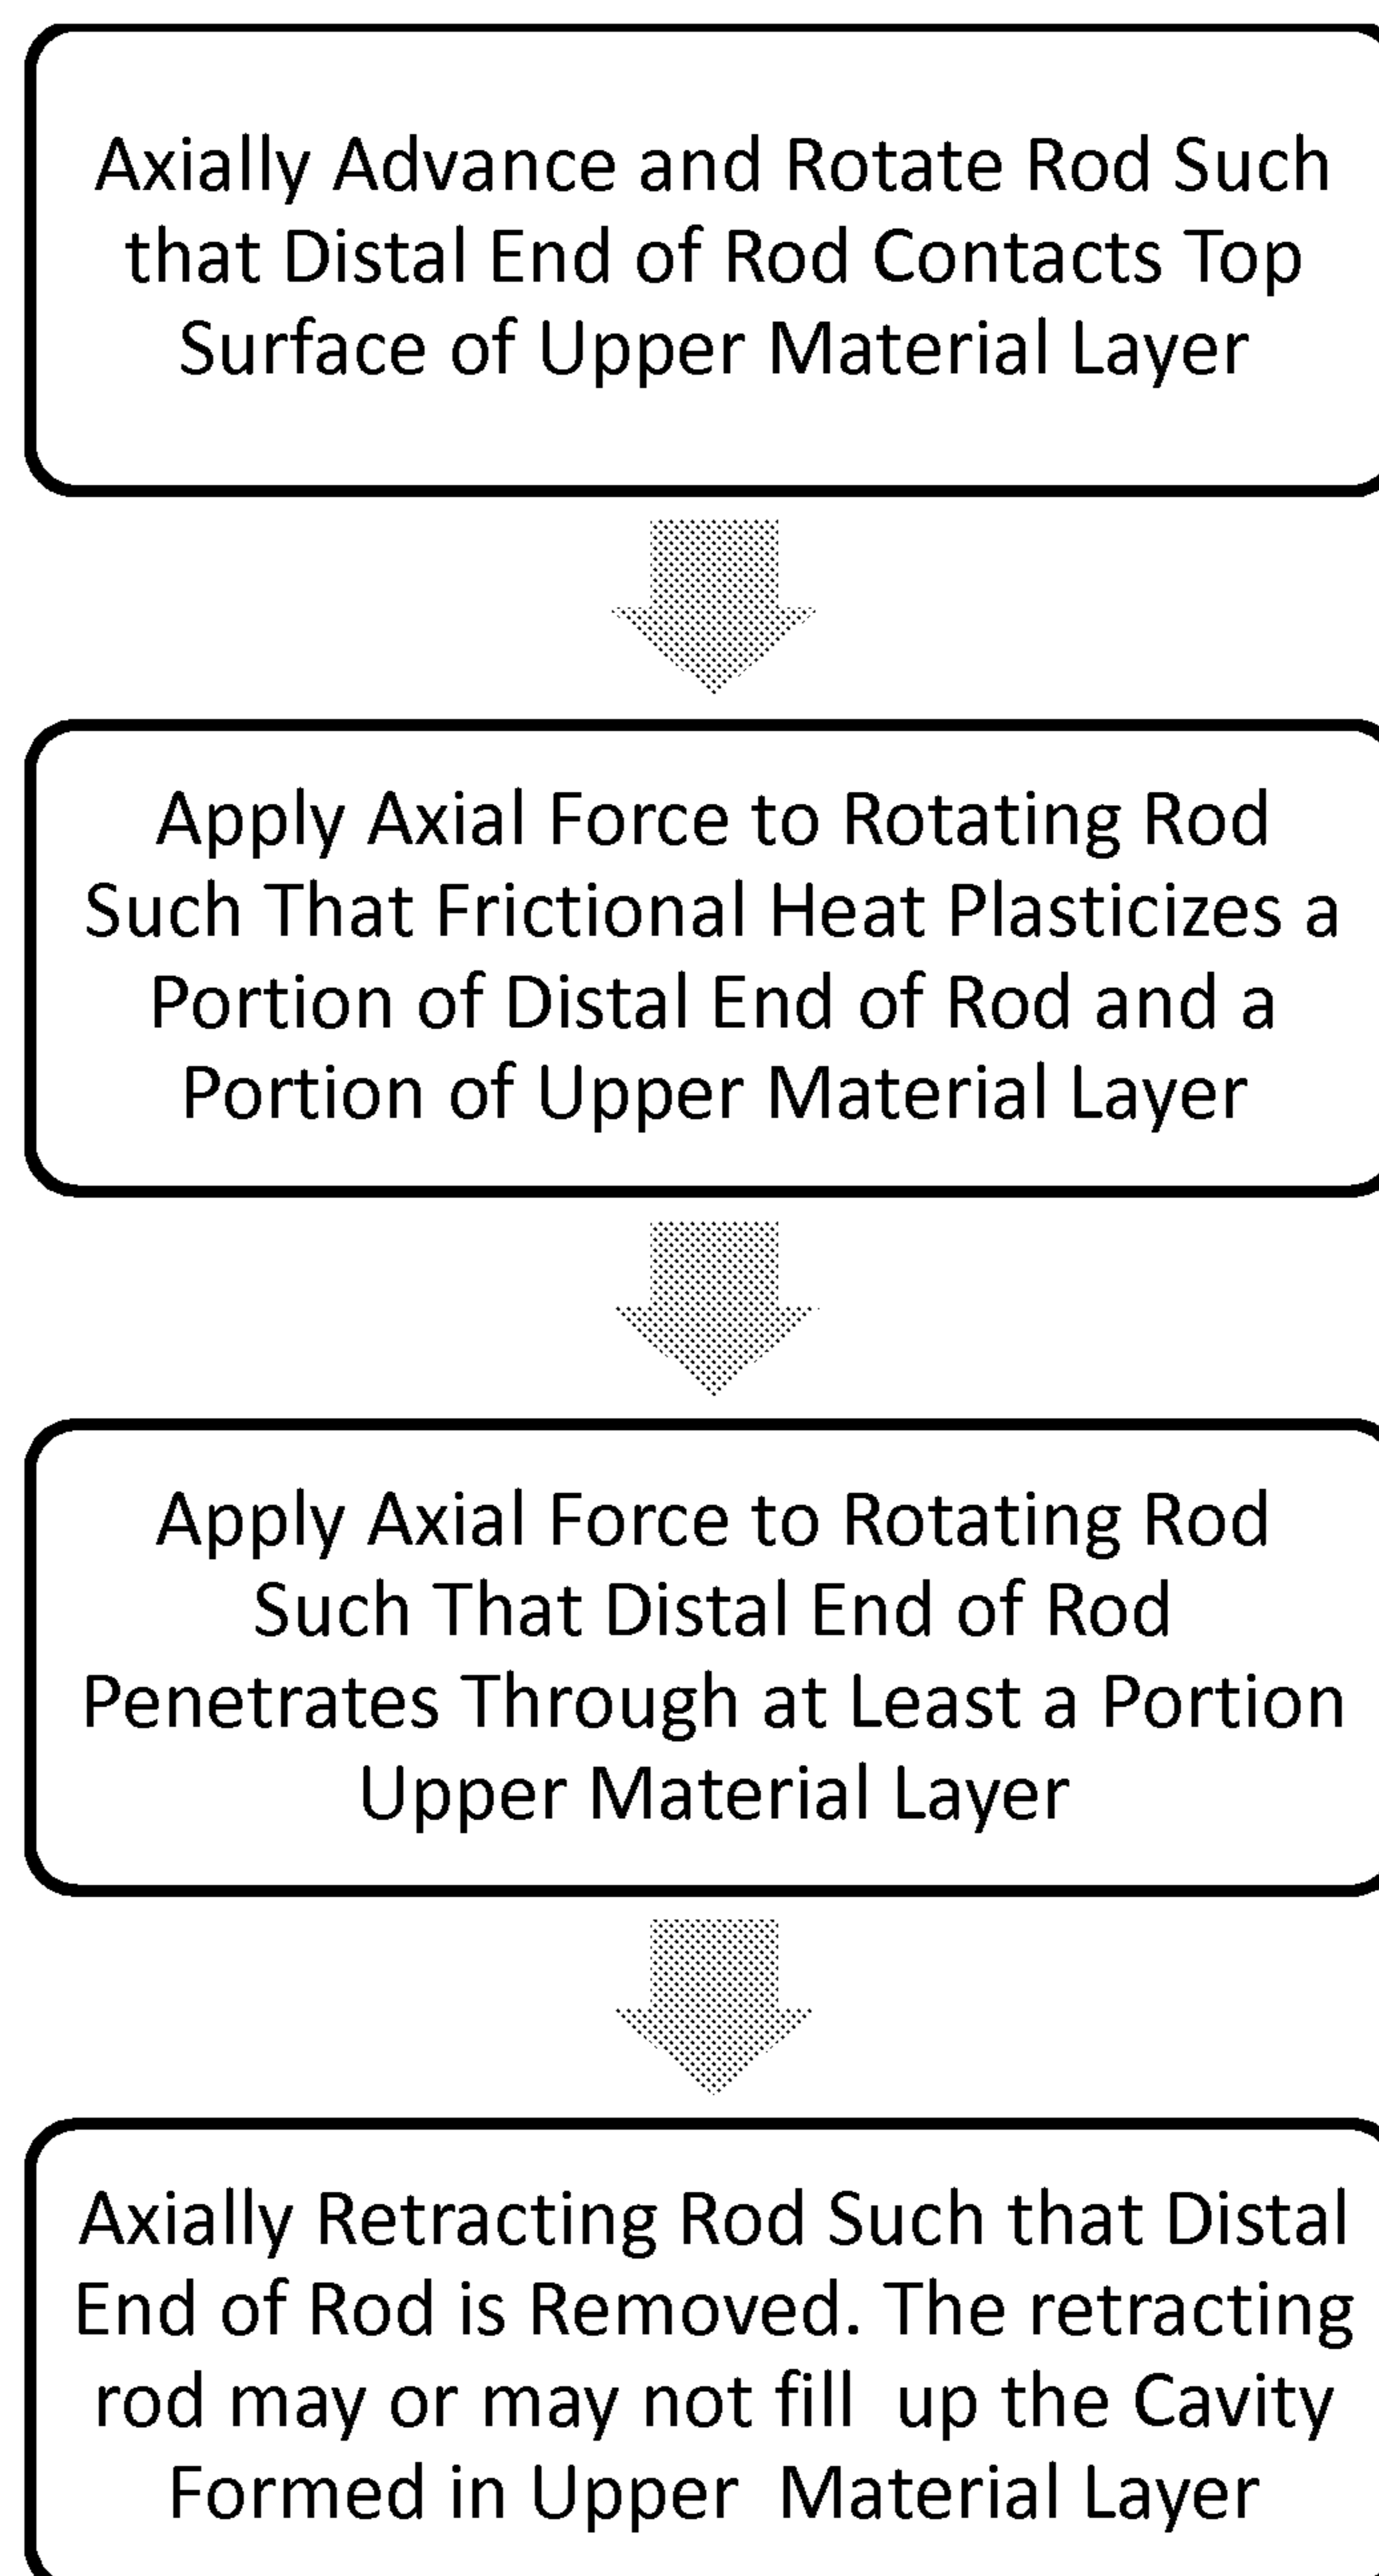 Axially Advance and Rotate Rod Such
that Distal End of Rod Contacts Top
Surface of Upper Material Layer
Apply Axial Force to Rotating Rod
Such That Frictional Heat Plasticizes a
Portion of Distal End of Rod and a
Portion of Upper Material Layer
Apply Axial Force to Rotating Rod
Such That Distal End of Rod
Penetrates Through at Least a Portion
Upper Material Layer
Axially Retracting Rod Such that Distal
End of Rod is Removed. The retracting
rod may or may not fill  up the Cavity
Formed in Upper  Material Layer